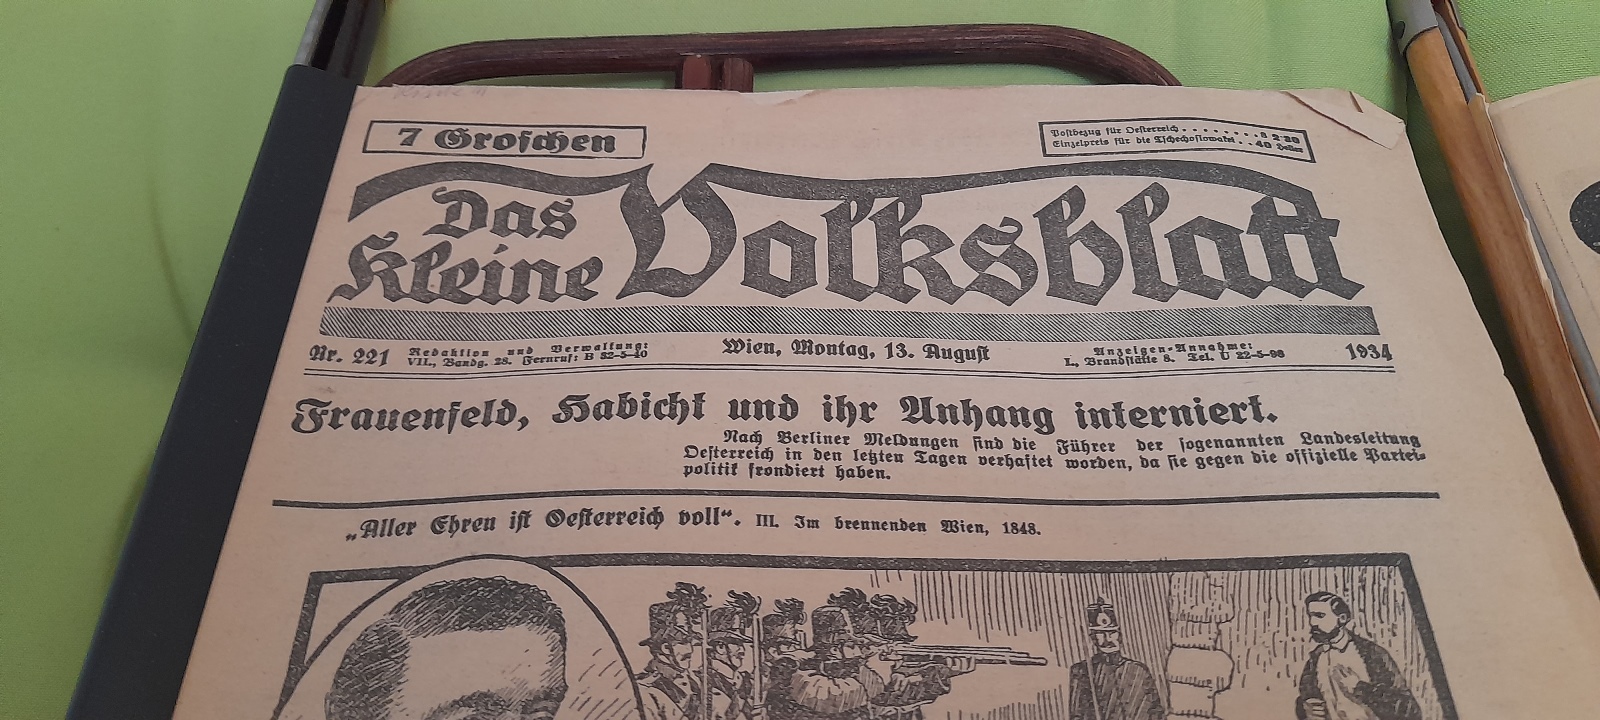 7 Groschen
Postbezug für Oesterreich . . . . . . . . S 2·80
Einzelpreis für die Tschechoslowakei . . 40 Heller
Das
Kleine
Volksblatt
Nr. 221
Redaktion und Verwaltung:
VII., Bandg. 28. Fernruf: B 32-5-40
Wien, Montag, 13. August
Anzeigen-Annahme:
I., Brandstätte 8. Tel. U 22-5-98
1934
Frauenfeld, Habicht und ihr Anhang interniert.
Nach Berliner Meldungen sind die Führer der sogenannten Landesleitung
Oesterreich in den letzten Tagen verhaftet worden, da sie gegen die offizielle Partei-
politik frondiert haben.
„Aller Ehren ist Oesterreich voll“. III. Im brennenden Wien, 1848.